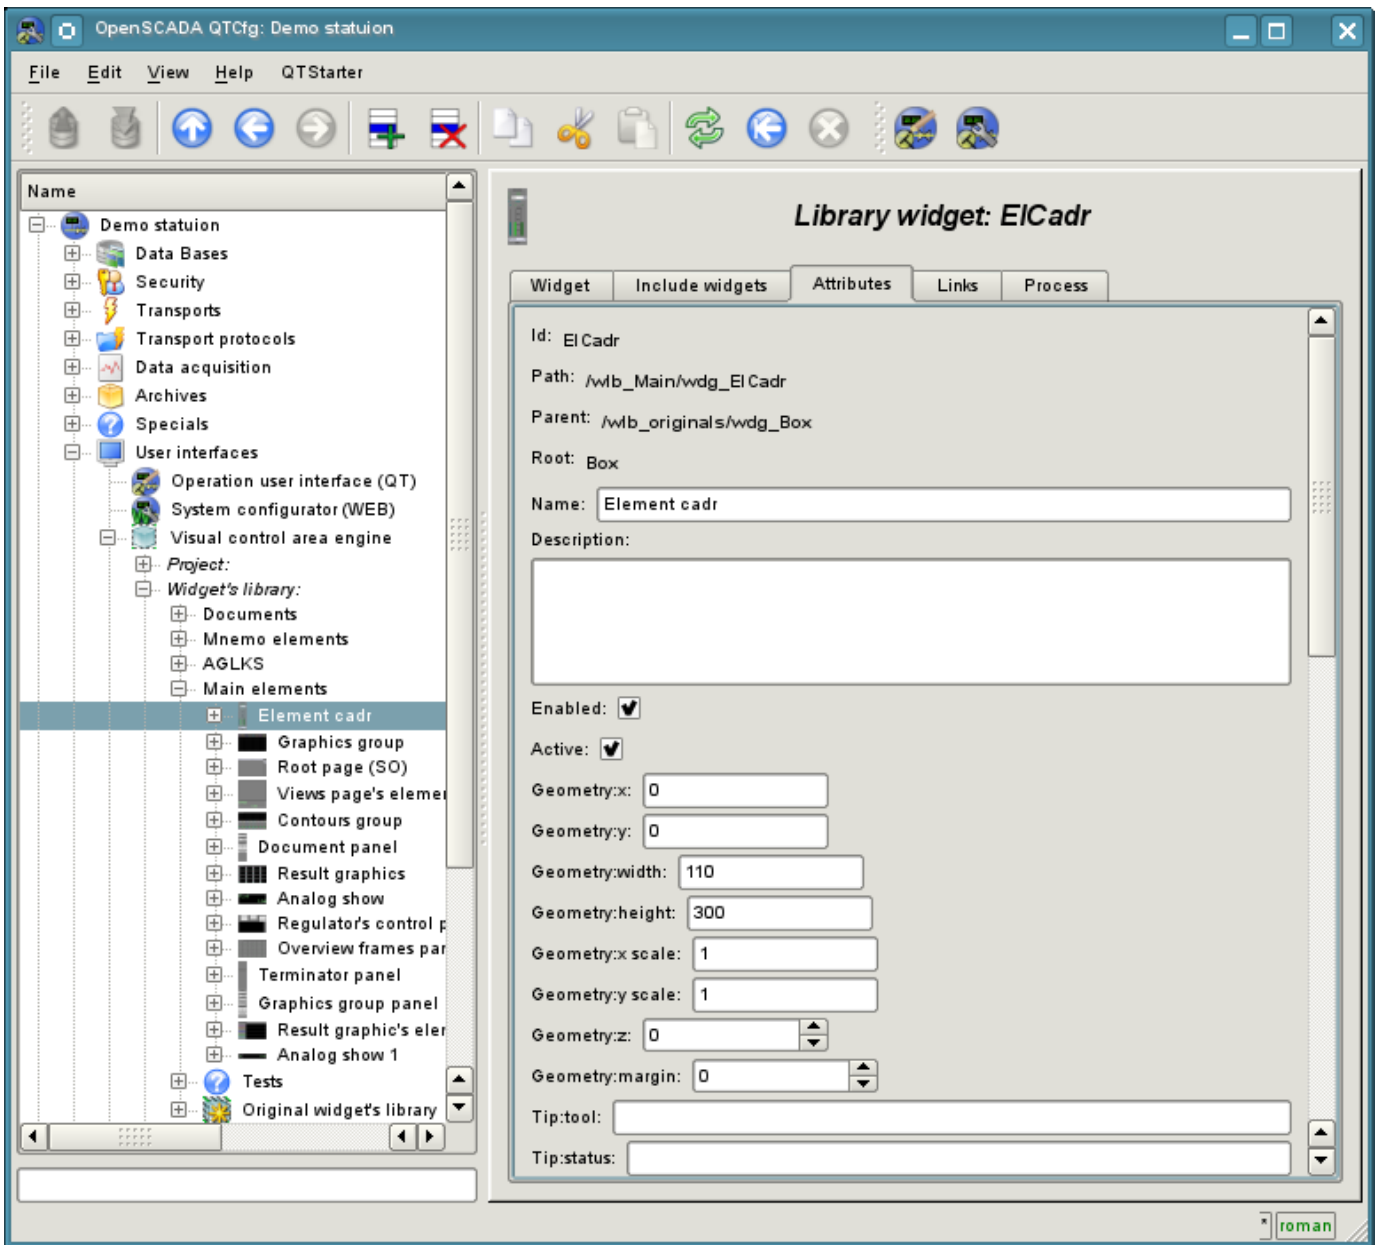 OpenSCADA QTCfg: Demo statuion
File Edit View Help QTStarter
Name
Demo statuion
Data Bases
Security
Transports
Transport protocols
Data acquisition
Archives
Specials
User interfaces
Operation user interface (QT)
System configurator (WEB)
Visual control area engine
Project:
Widget's library:
Documents
Mnemo elements
AGLKS
Main elements
Element cadr
Graphics group
Root page (SO)
Views page's elemer
Contours group
Document panel
Result graphics
Analog show
Regulator's control p
Overview frames par
Terminator panel
Graphics group panel
Result graphic's eler
Analog show 1
Tests
Original widget's library
Library widget: ElCadr
Widget Include widgets Attributes Links Process
Id: ElCadr
Path: /wlb_Main/wdg_ElCadr
Parent: /wlb_originals/wdg_Box
Root: Box
Name: Element cadr
Description:
Enabled:
Active:
Geometry:x: 0
Geometry:y: 0
Geometry:width: 110
Geometry:height: 300
Geometry:x scale: 1
Geometry:y scale: 1
Geometry:z: 0
Geometry:margin: 0
Tip:tool:
Tip:status:
* roman